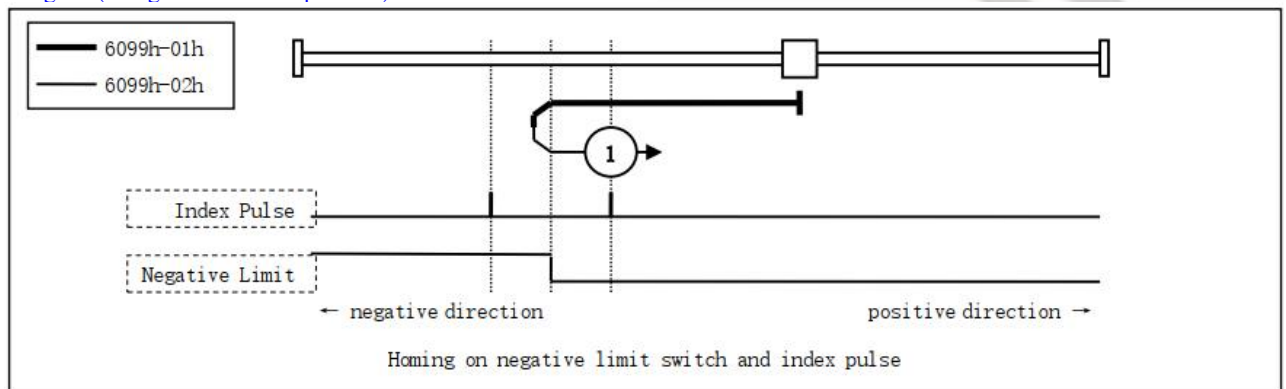 6099h-01h
6099h-02h
1
Index Pulse
Negative Limit
← negative direction
positive direction →
Homing on negative limit switch and index pulse